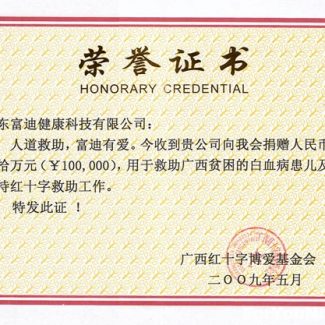 荣誉证书
HONORARY CREDENTIAL
东富迪健康科技有限公司：
人道救助，富迪有爱。今收到贵公司向我会捐赠人民币
拾万元（￥100,000），用于救助广西贫困的白血病患儿及
持红十字救助工作。
特发此证！
广西红十字博爱基金会
二〇〇九年五月